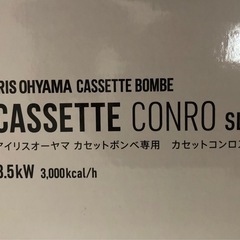 RIS OHYAMA CASSETTE BOMBE
CASSETTE CONRO SL
アイリスオーヤマ カセットボンベ専用 カセットコンロ
3.5kW 3,000kcal/h